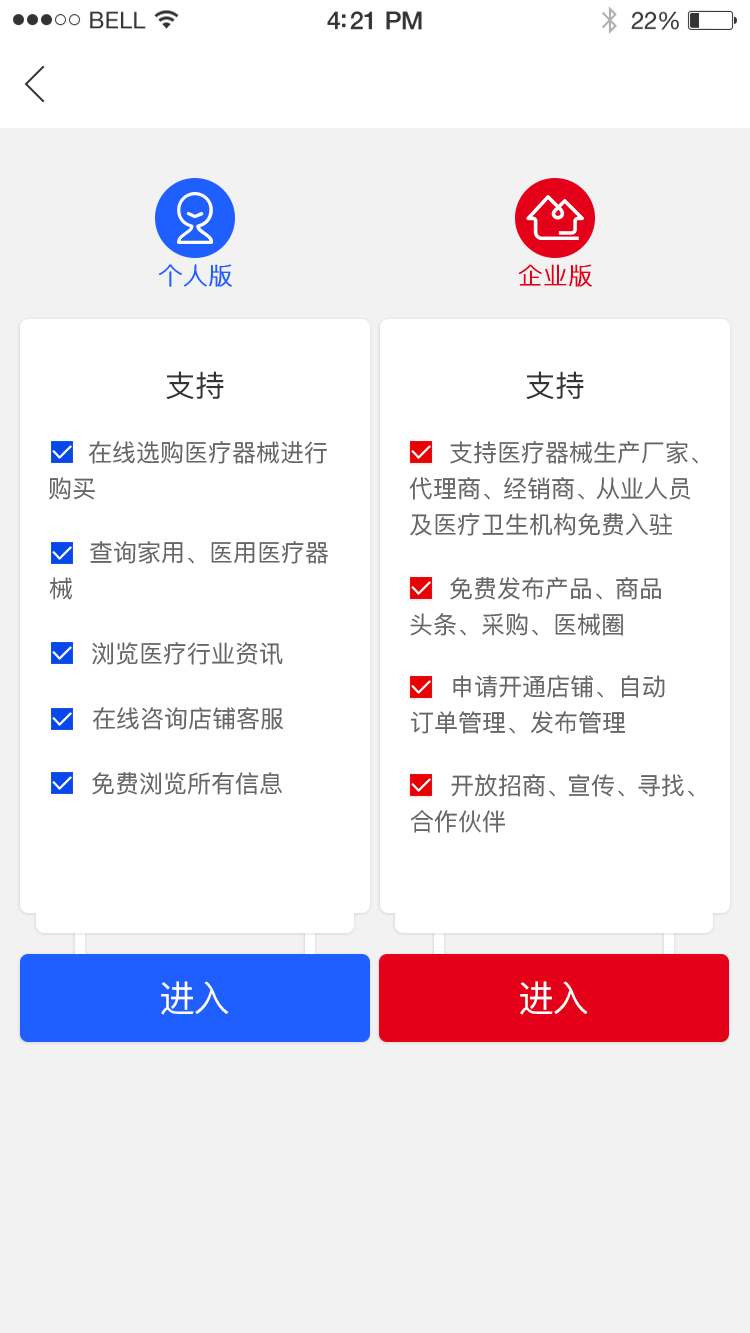 BELL 4:21 PM 22%
个人版
企业版
支持
在线选购医疗器械进行
购买
查询家用、医用医疗器
械
浏览医疗行业资讯
在线咨询店铺客服
免费浏览所有信息
支持
支持医疗器械生产厂家、
代理商、经销商、从业人员
及医疗卫生机构免费入驻
免费发布产品、商品
头条、采购、医械圈
申请开通店铺、自动
订单管理、发布管理
开放招商、宣传、寻找、
合作伙伴
进入
进入